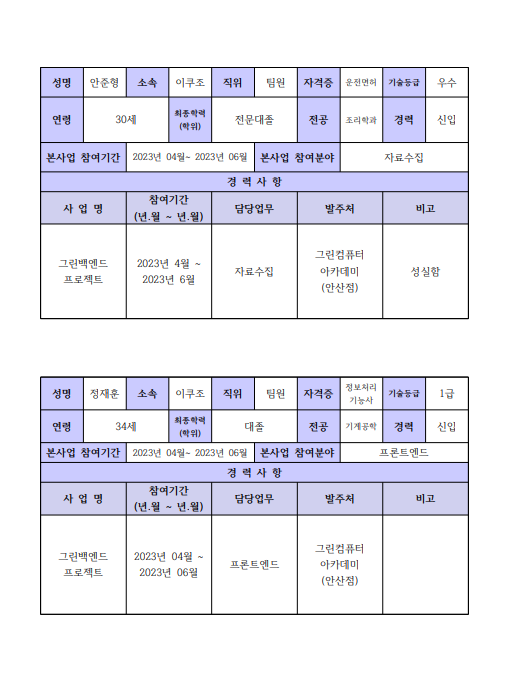 성명 안준형 소속 이쿠조 직위 팀원 자격증 운전면허 기술등급 우수
연령 30세 최종학력 (학위) 전문대졸 전공 조리학과 경력 신입
본사업 참여기간 2023년 04월~ 2023년 06월 본사업 참여분야 자료수집
경 력 사 항
사 업 명 참여기간 (년.월 ~ 년.월) 담당업무 발주처 비고
그린백엔드 프로젝트 2023년 4월 ~ 2023년 6월 자료수집 그린컴퓨터 아카데미 (안산점) 성실함
성명 정재훈 소속 이쿠조 직위 팀원 자격증 정보처리 기능사 기술등급 1급
연령 34세 최종학력 (학위) 대졸 전공 기계공학 경력 신입
본사업 참여기간 2023년 04월~ 2023년 06월 본사업 참여분야 프론트엔드
경 력 사 항
사 업 명 참여기간 (년.월 ~ 년.월) 담당업무 발주처 비고
그린백엔드 프로젝트 2023년 04월 ~ 2023년 06월 프론트엔드 그린컴퓨터 아카데미 (안산점)